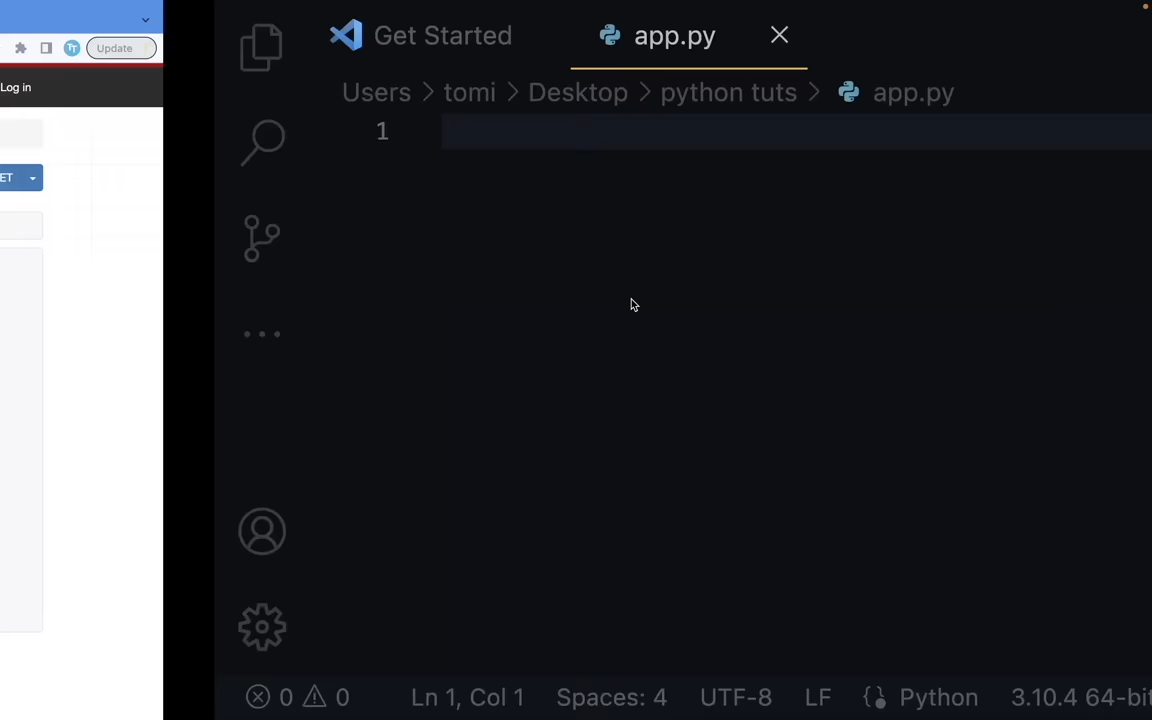 TT Update
Log in
ET
Get Started app.py
Users > tomi > Desktop > python tuts > app.py
1
0 0 Ln 1, Col 1 Spaces: 4 UTF-8 LF Python 3.10.4 64-bit